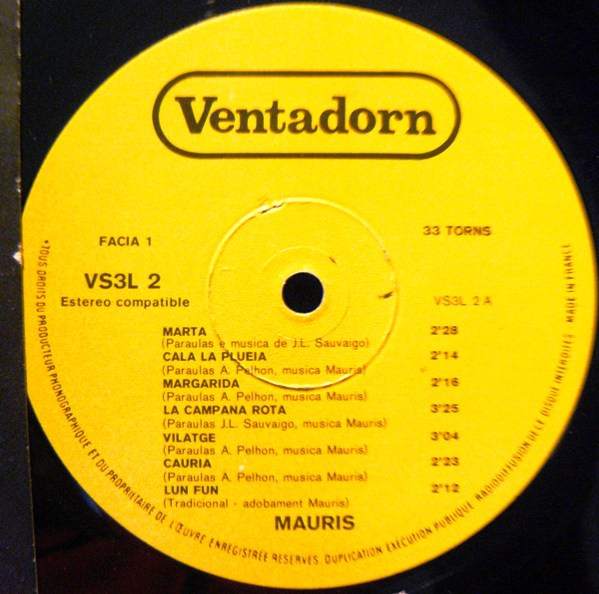 Ventadorn
FACIA 1
33 TORNS
VS3L 2
Estereo compatible
VS3L 2 A
MARTA 2'28
(Paraulas e musica de J.L. Sauvaigo)
CALA LA PLUEIA 2'14
(Paraulas A. Pelhon, musica Mauris)
MARGARIDA 2'16
(Paraulas A. Pelhon, musica Mauris)
LA CAMPANA ROTA 3'25
(Paraulas J.L. Sauvaigo, musica Mauris)
VILATGE 3'04
(Paraulas A. Pelhon, musica Mauris)
CAURIA 2'23
(Paraulas A. Pelhon, musica Mauris)
LUN FUN 2'12
(Tradicional - adobament Mauris)
MAURIS
• TOUS DROITS DU PRODUCTEUR PHONOGRAPHIQUE ET DU PROPRIETAIRE DE L'ŒUVRE ENREGISTRÉE RESERVES. DUPLICATION EXÉCUTION PUBLIQUE RADIODIFFUSION DE LE DISQUE INTERDITES MADE IN FRANCE